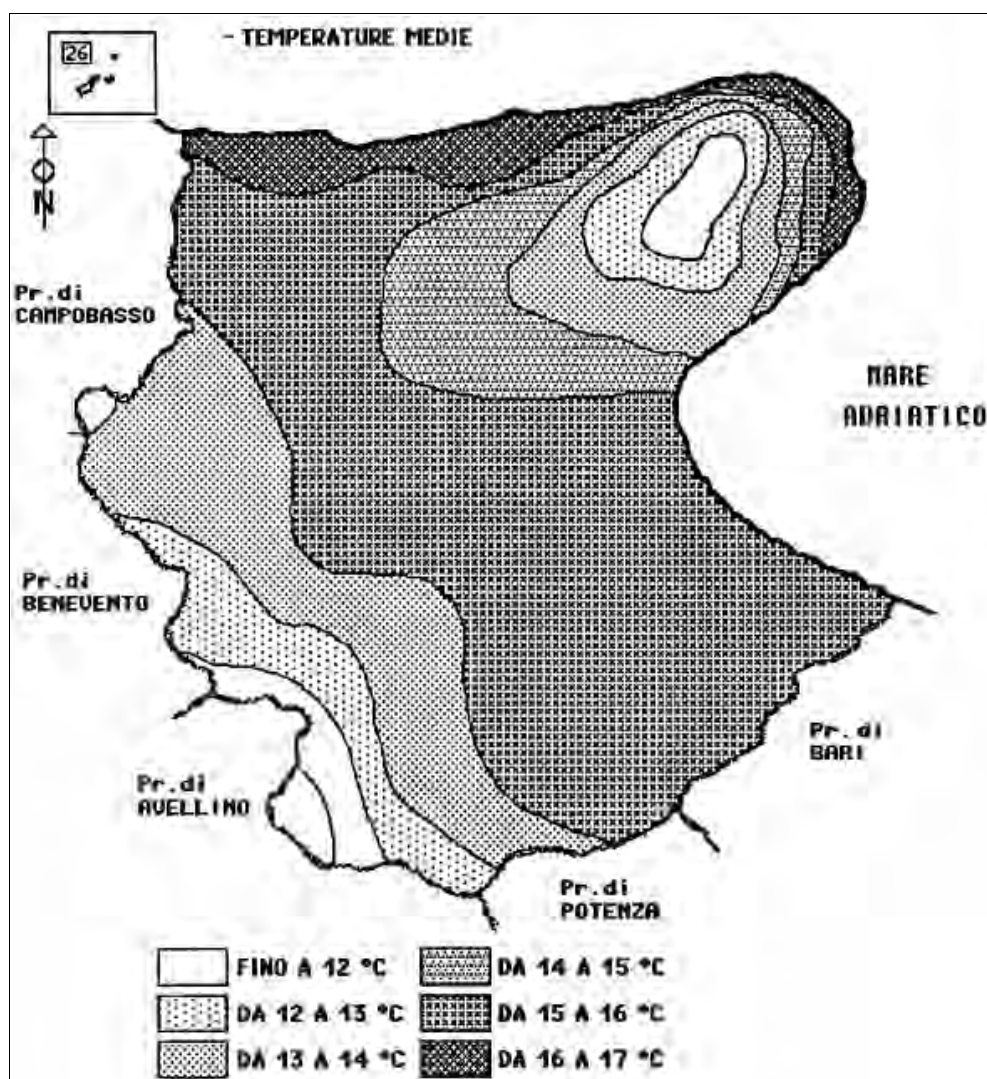 26
- TEMPERATURE MEDIE
N
Pr.di
CAMPOBASSO
MARE
ADRIATICO
Pr.di
BENEVENTO
Pr.di
BARI
Pr.di
AVELLINO
Pr.di
POTENZA
FINO A 12 °C
DA 12 A 13 °C
DA 13 A 14 °C
DA 14 A 15 °C
DA 15 A 16 °C
DA 16 A 17 °C